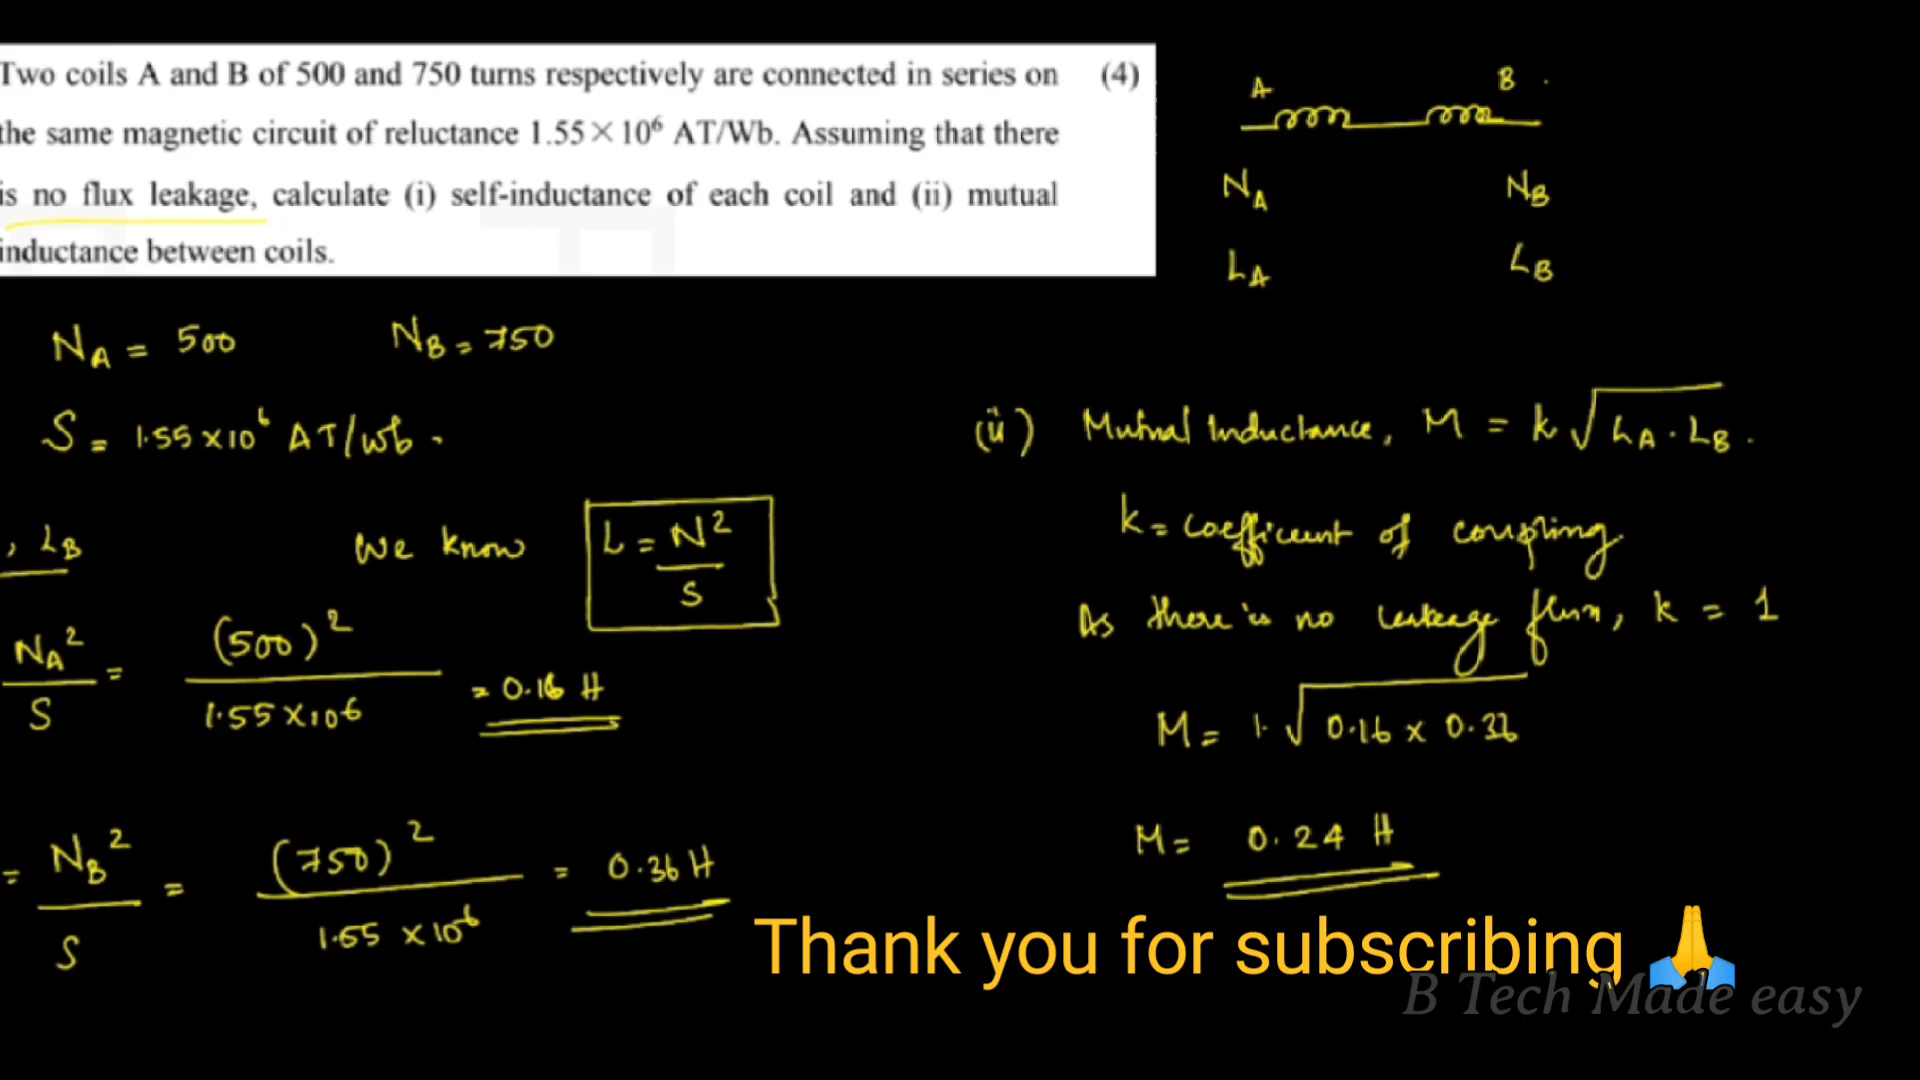 Two coils A and B of 500 and 750 turns respectively are connected in series on (4)
the same magnetic circuit of reluctance 1.55×10⁶ AT/Wb. Assuming that there
is no flux leakage, calculate (i) self-inductance of each coil and (ii) mutual
inductance between coils.
A B
N_A N_B
L_A L_B
N_A = 500 N_B = 750
S = 1.55×10⁶ AT/wb.
, L_B We know L = N²/S
N_A²/S = (500)²/1.55×10⁶ = 0.16 H
= N_B²/S = (750)²/1.55×10⁶ = 0.36 H
(ii) Mutual Inductance, M = k √(L_A . L_B).
k = coefficient of coupling.
As there is no leakage flux, k = 1
M = 1. √(0.16 × 0.36)
M = 0.24 H
Thank you for subscribing 🙏
B Tech Made easy